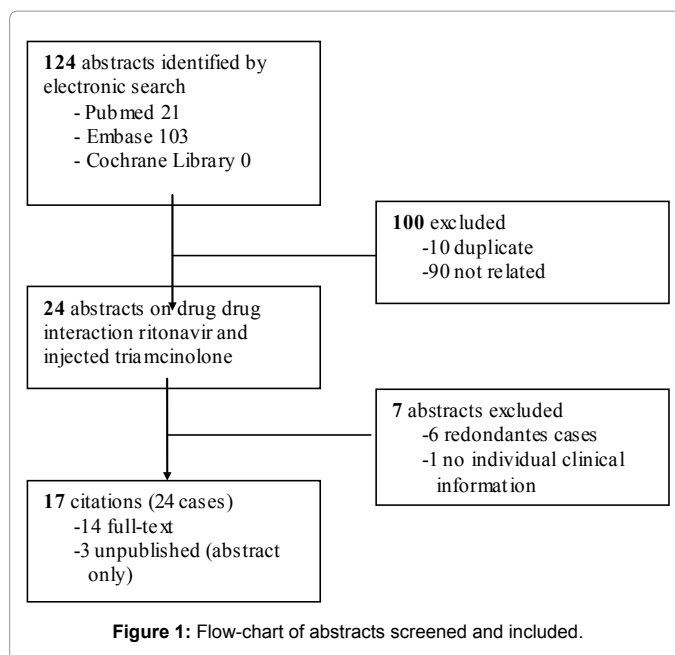 124 abstracts identified by
electronic search
- Pubmed 21
- Embase 103
- Cochrane Library 0
100 excluded
-10 duplicate
-90 not related
24 abstracts on drug drug
interaction ritonavir and
injected triamcinolone
7 abstracts excluded
-6 redondantes cases
-1 no individual clinical
information
17 citations (24 cases)
-14 full-text
-3 unpublished (abstract
only)
Figure 1: Flow-chart of abstracts screened and included.